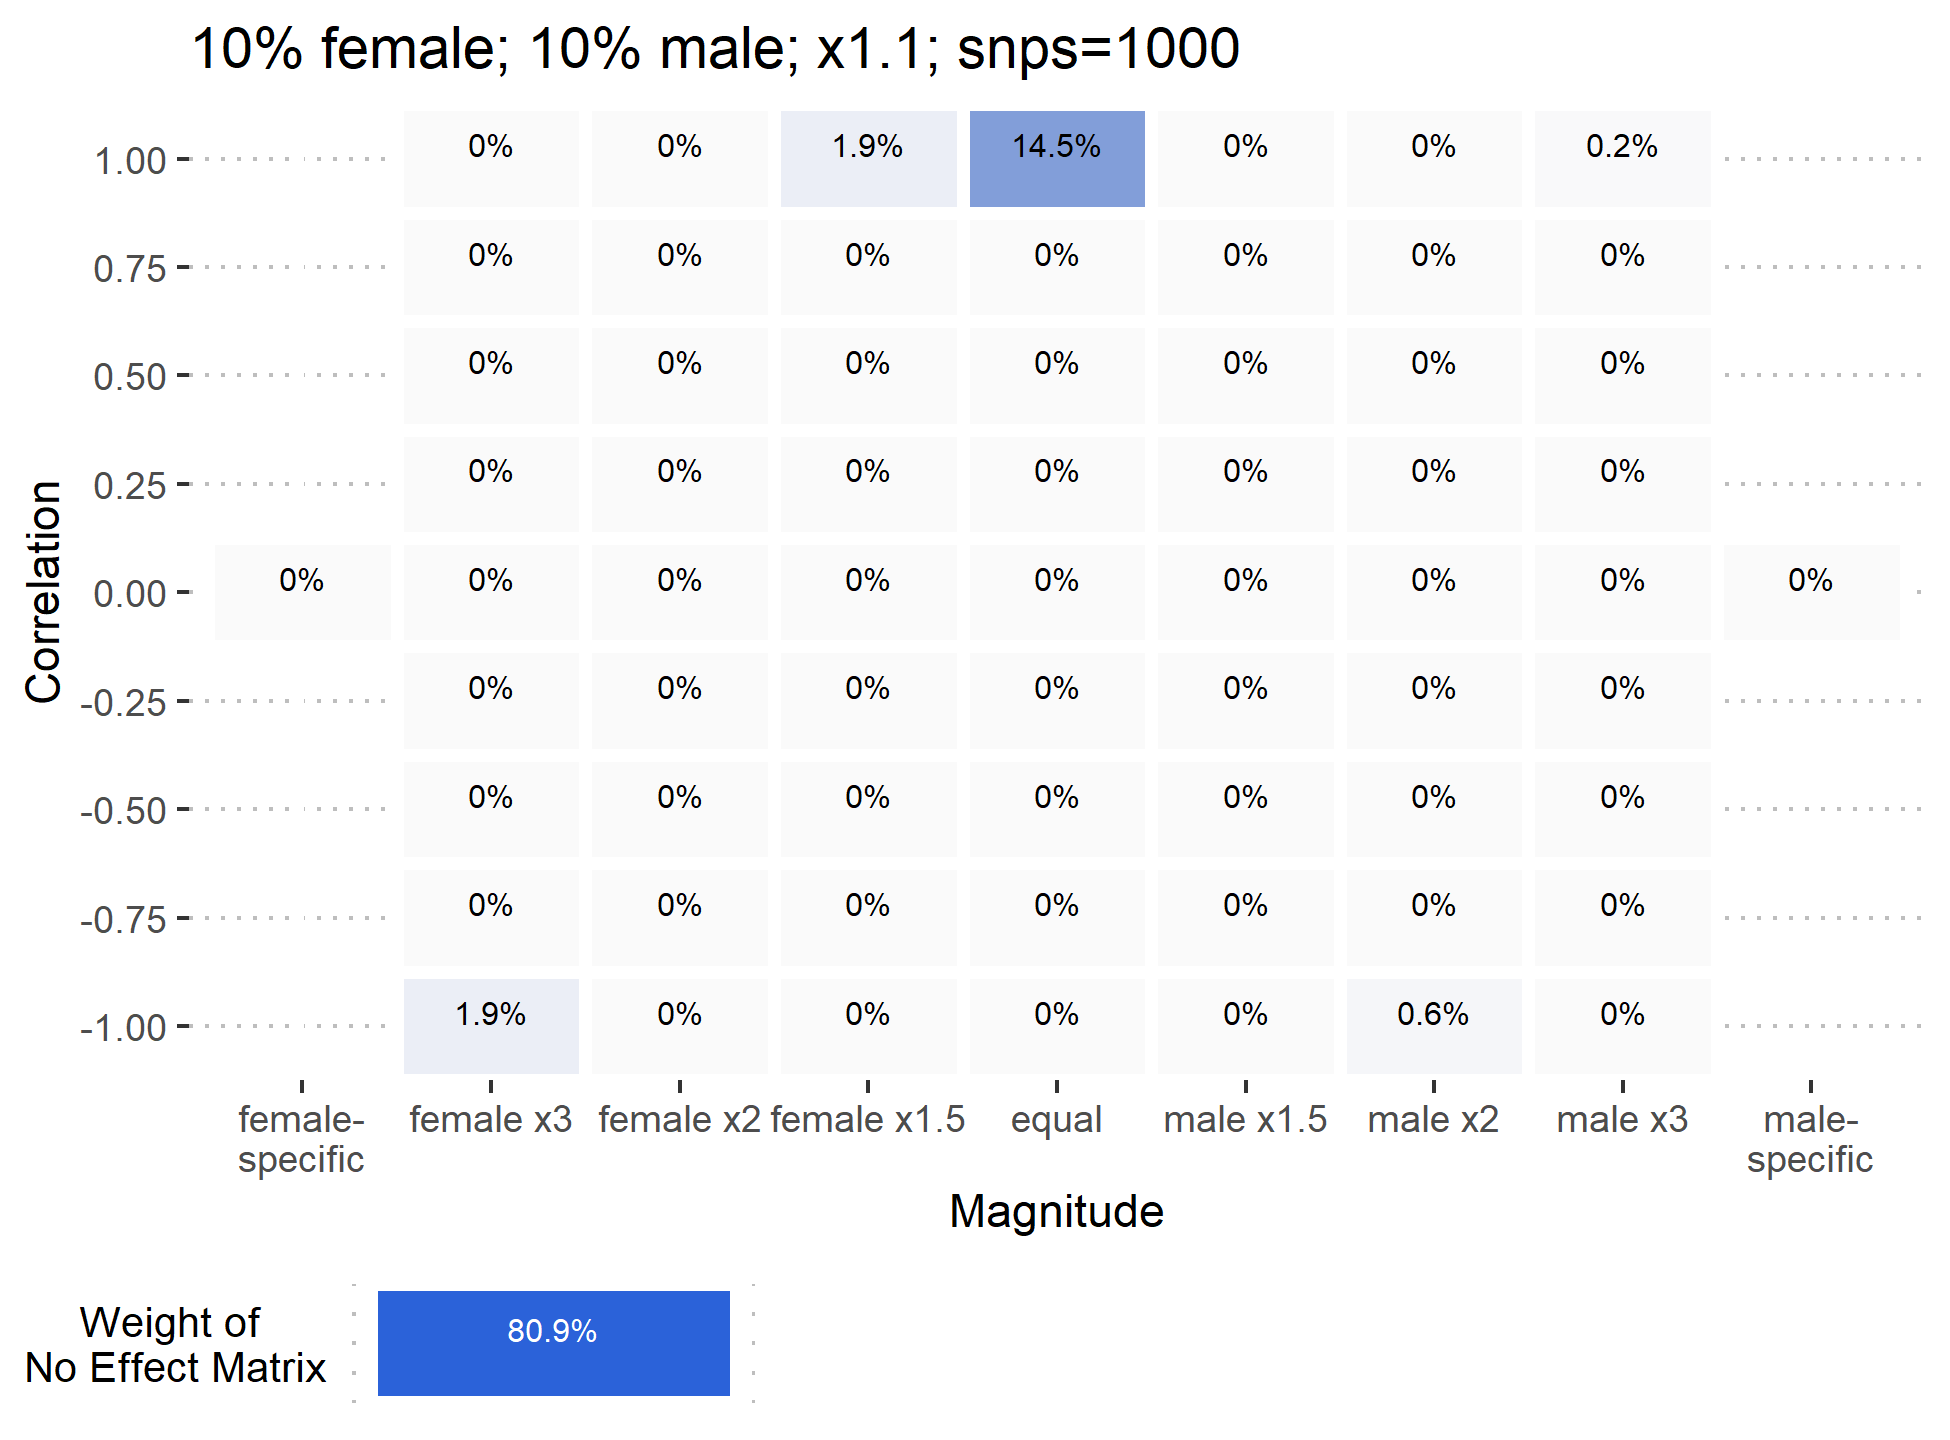 10% female; 10% male; x1.1; snps=1000
Correlation
1.00 0% 0% 1.9% 14.5% 0% 0% 0.2%
0.75 0% 0% 0% 0% 0% 0% 0%
0.50 0% 0% 0% 0% 0% 0% 0%
0.25 0% 0% 0% 0% 0% 0% 0%
0.00 0% 0% 0% 0% 0% 0% 0% 0% 0%
-0.25 0% 0% 0% 0% 0% 0% 0%
-0.50 0% 0% 0% 0% 0% 0% 0%
-0.75 0% 0% 0% 0% 0% 0% 0%
-1.00 1.9% 0% 0% 0% 0% 0.6% 0%
female- female x3 female x2 female x1.5 equal male x1.5 male x2 male x3 male-
specific specific
Magnitude
Weight of
No Effect Matrix
80.9%